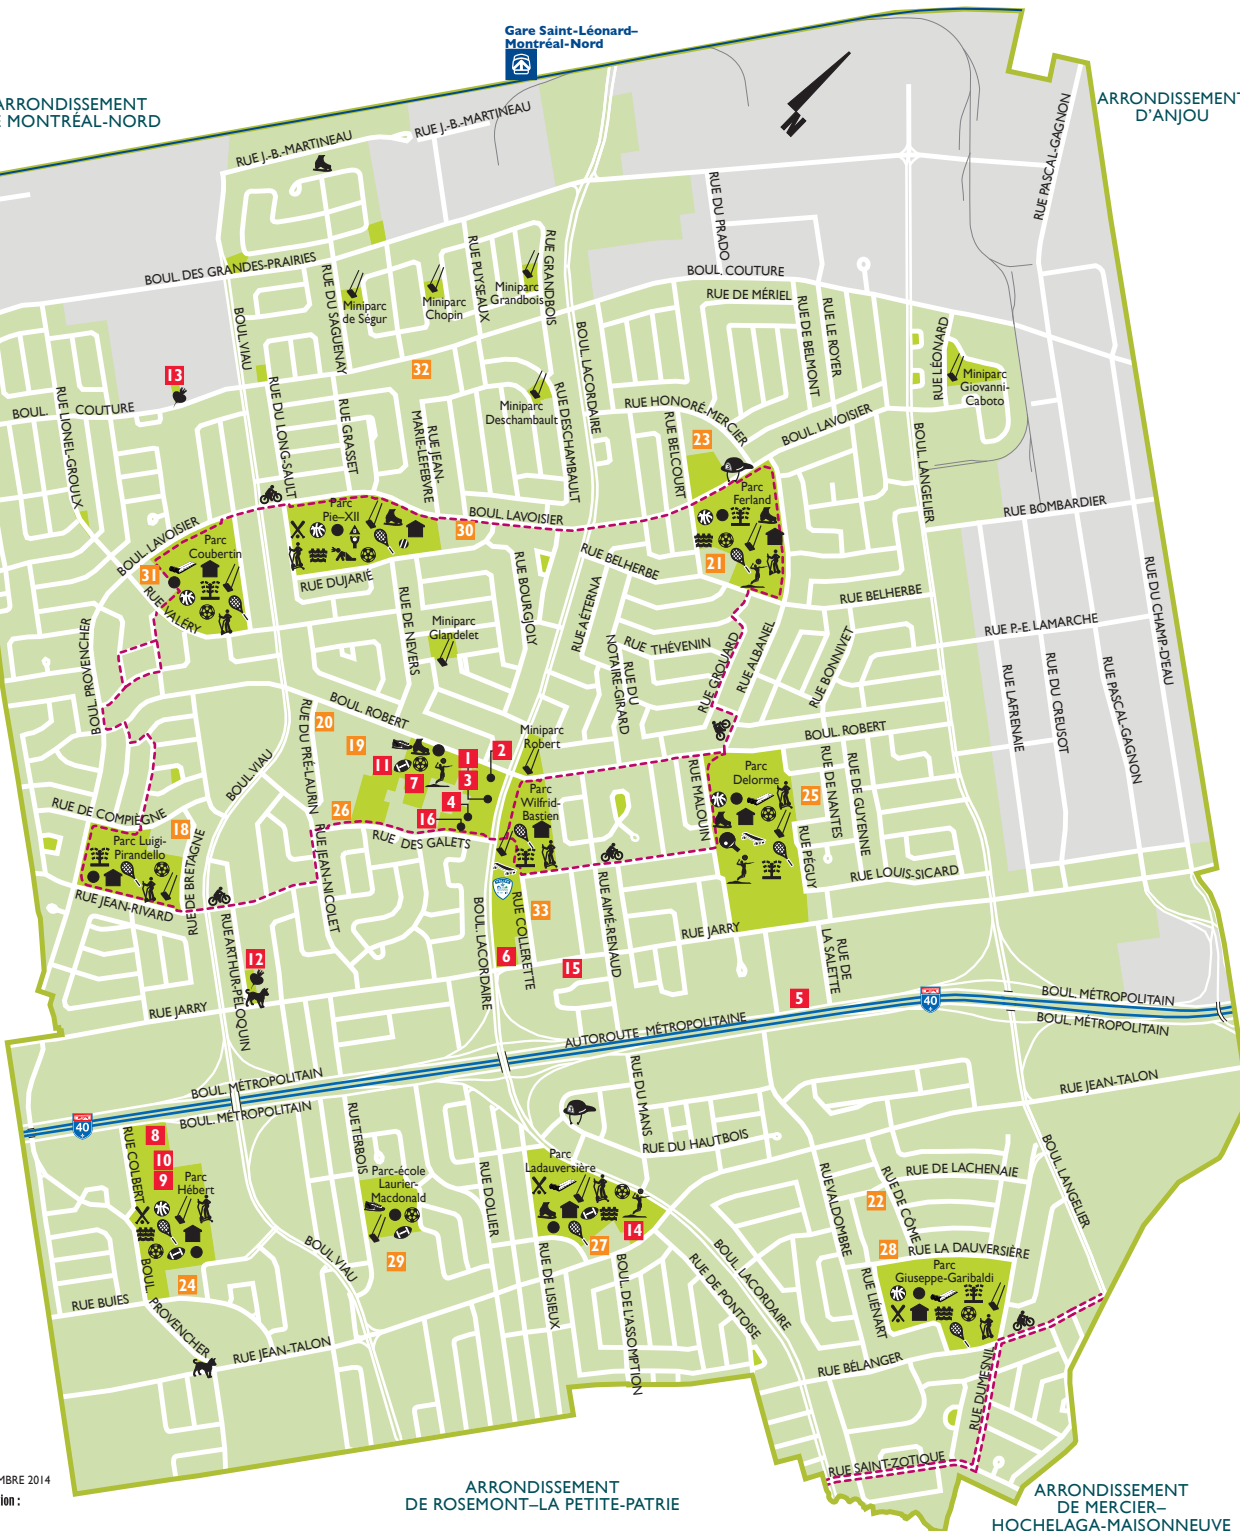 Gare Saint-Léonard–
Montréal-Nord
ARRONDISSEMENT
MONTRÉAL-NORD
ARRONDISSEMENT
D'ANJOU
RUE J.-B.-MARTINEAU
RUE J.-B.-MARTINEAU
RUE PASCAL-GAGNON
RUE DU PRADO
BOUL. DES GRANDES-PRAIRIES
RUE DU SAGUENAY
RUE PUYSEAUX
RUE GRANDBOIS
BOUL. COUTURE
RUE DE MÉRIEL
RUE DE BELMONT
RUE LE ROYER
Miniparc
de Ségur
Miniparc
Chopin
Miniparc
Grandbois
BOUL.VIAU
BOUL. LACORDAIRE
RUE LÉONARD
Miniparc
Giovanni-
Caboto
13
32
BOUL. COUTURE
RUE LIONEL-GROULX
RUE DU LONG-SAULT
RUE GRASSET
RUE JEAN-
MARIE-LEFEBVRE
Miniparc
Deschambault
RUE DESCHAMBAULT
RUE HONORÉ-MERCIER
RUE BELCOURT
23
BOUL. LAVOISIER
BOUL. LANGELIER
Parc
Ferland
Parc
Pie–XII
BOUL. LAVOISIER
30
RUE BOMBARDIER
BOUL. LAVOISIER
Parc
Coubertin
31
RUE VALÉRY
RUE DUJARIÉ
RUE DE NEVERS
RUE BOURGJOLY
RUE BELHERBE
21
RUE AÉTERNA
RUE BELHERBE
RUE DU CHAMP-D'EAU
BOUL. PROVENCHER
Miniparc
Glandelet
RUE THÉVENIN
RUE DU
NOTAIRE-GIRARD
RUE GROUARD
RUE ALBANEL
RUE BONNIVET
RUE P.-E. LAMARCHE
RUE LAFRENAIE
RUE DU CREUSOT
RUE PASCAL-GAGNON
BOUL. ROBERT
BOUL. ROBERT
20
19
RUE DU PRÉ-LAURIN
BOUL.VIAU
11
7
1
2
3
4
16
26
Miniparc
Robert
Parc
Wilfrid-
Bastien
RUE MALOUIN
Parc
Delorme
25
RUE DE NANTES
RUE DE GUYENNE
RUE PÉGUY
RUE DE COMPIÈGNE
18
Parc Luigi-
Pirandello
RUE DE BRETAGNE
RUE JEAN-RIVARD
RUE JEAN-NICOLET
RUE DES GALETS
RUE LOUIS-SICARD
RUE ARTHUR-PÉLOQUIN
BOUL. LACORDAIRE
RUE COLLERETTE
33
RUE AIMÉ-RENAUD
RUE JARRY
RUE DE
LA SALETTE
12
6
15
5
RUE JARRY
40
BOUL. MÉTROPOLITAIN
BOUL. MÉTROPOLITAIN
AUTOROUTE MÉTROPOLITAINE
BOUL. MÉTROPOLITAIN
BOUL. MÉTROPOLITAIN
40
RUE JEAN-TALON
8
10
9
RUE COLBERT
Parc
Hébert
RUE TERBOIS
Parc-école
Laurier-
Macdonald
RUE DOLLIER
Parc
Ladauversière
RUE DU MANS
RUE DU HAUTBOIS
RUE VALDOMBRE
RUE DE LACHENAIE
RUE DE CÔME
22
BOUL. LANGELIER
14
27
28
RUE LA DAUVERSIÈRE
24
BOUL. PROVENCHER
RUE BUIES
BOUL.VIAU
29
RUE DE LISIEUX
BOUL. DE L'ASSOMPTION
RUE DE PONTOISE
BOUL. LACORDAIRE
RUE LIÉNART
Parc
Giuseppe-Garibaldi
RUE JEAN-TALON
RUE BÉLANGER
RUE DUMESNIL
RUE SAINT-ZOTIQUE
MBRE 2014
ion :
ARRONDISSEMENT
DE ROSEMONT–LA PETITE-PATRIE
ARRONDISSEMENT
DE MERCIER–
HOCHELAGA-MAISONNEUVE